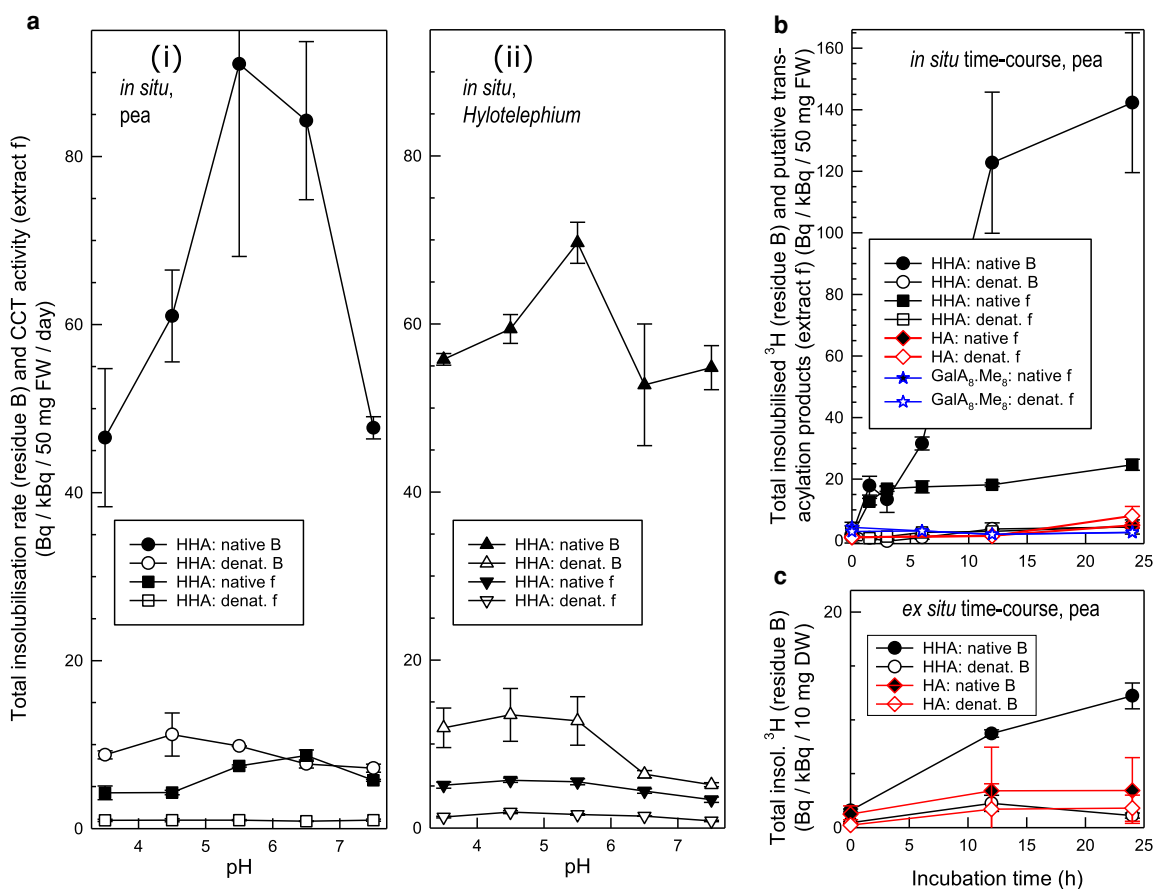 a
Total insolubilisation rate (residue B) and CCT activity (extract f)
(Bq / kBq / 50 mg FW / day)
80
60
40
20
0
(i)
in situ,
pea
HHA: native B
HHA: denat. B
HHA: native f
HHA: denat. f
4 5 6 7
pH
(ii)
in situ,
Hylotelephium
80
60
40
20
0
HHA: native B
HHA: denat. B
HHA: native f
HHA: denat. f
4 5 6 7
pH
b
Total insolubilised ³H (residue B) and putative trans-
acylation products (extract f) (Bq / kBq / 50 mg FW)
160
140
120
100
80
60
40
20
0
in situ time-course, pea
HHA: native B
HHA: denat. B
HHA: native f
HHA: denat. f
HA: native f
HA: denat. f
GalA₈.Me₈: native f
GalA₈.Me₈: denat. f
0 5 10 15 20 25
c
Total insol. ³H (residue B)
(Bq / kBq / 10 mg DW)
20
0
ex situ time-course, pea
HHA: native B
HHA: denat. B
HA: native B
HA: denat. B
0 5 10 15 20 25
Incubation time (h)